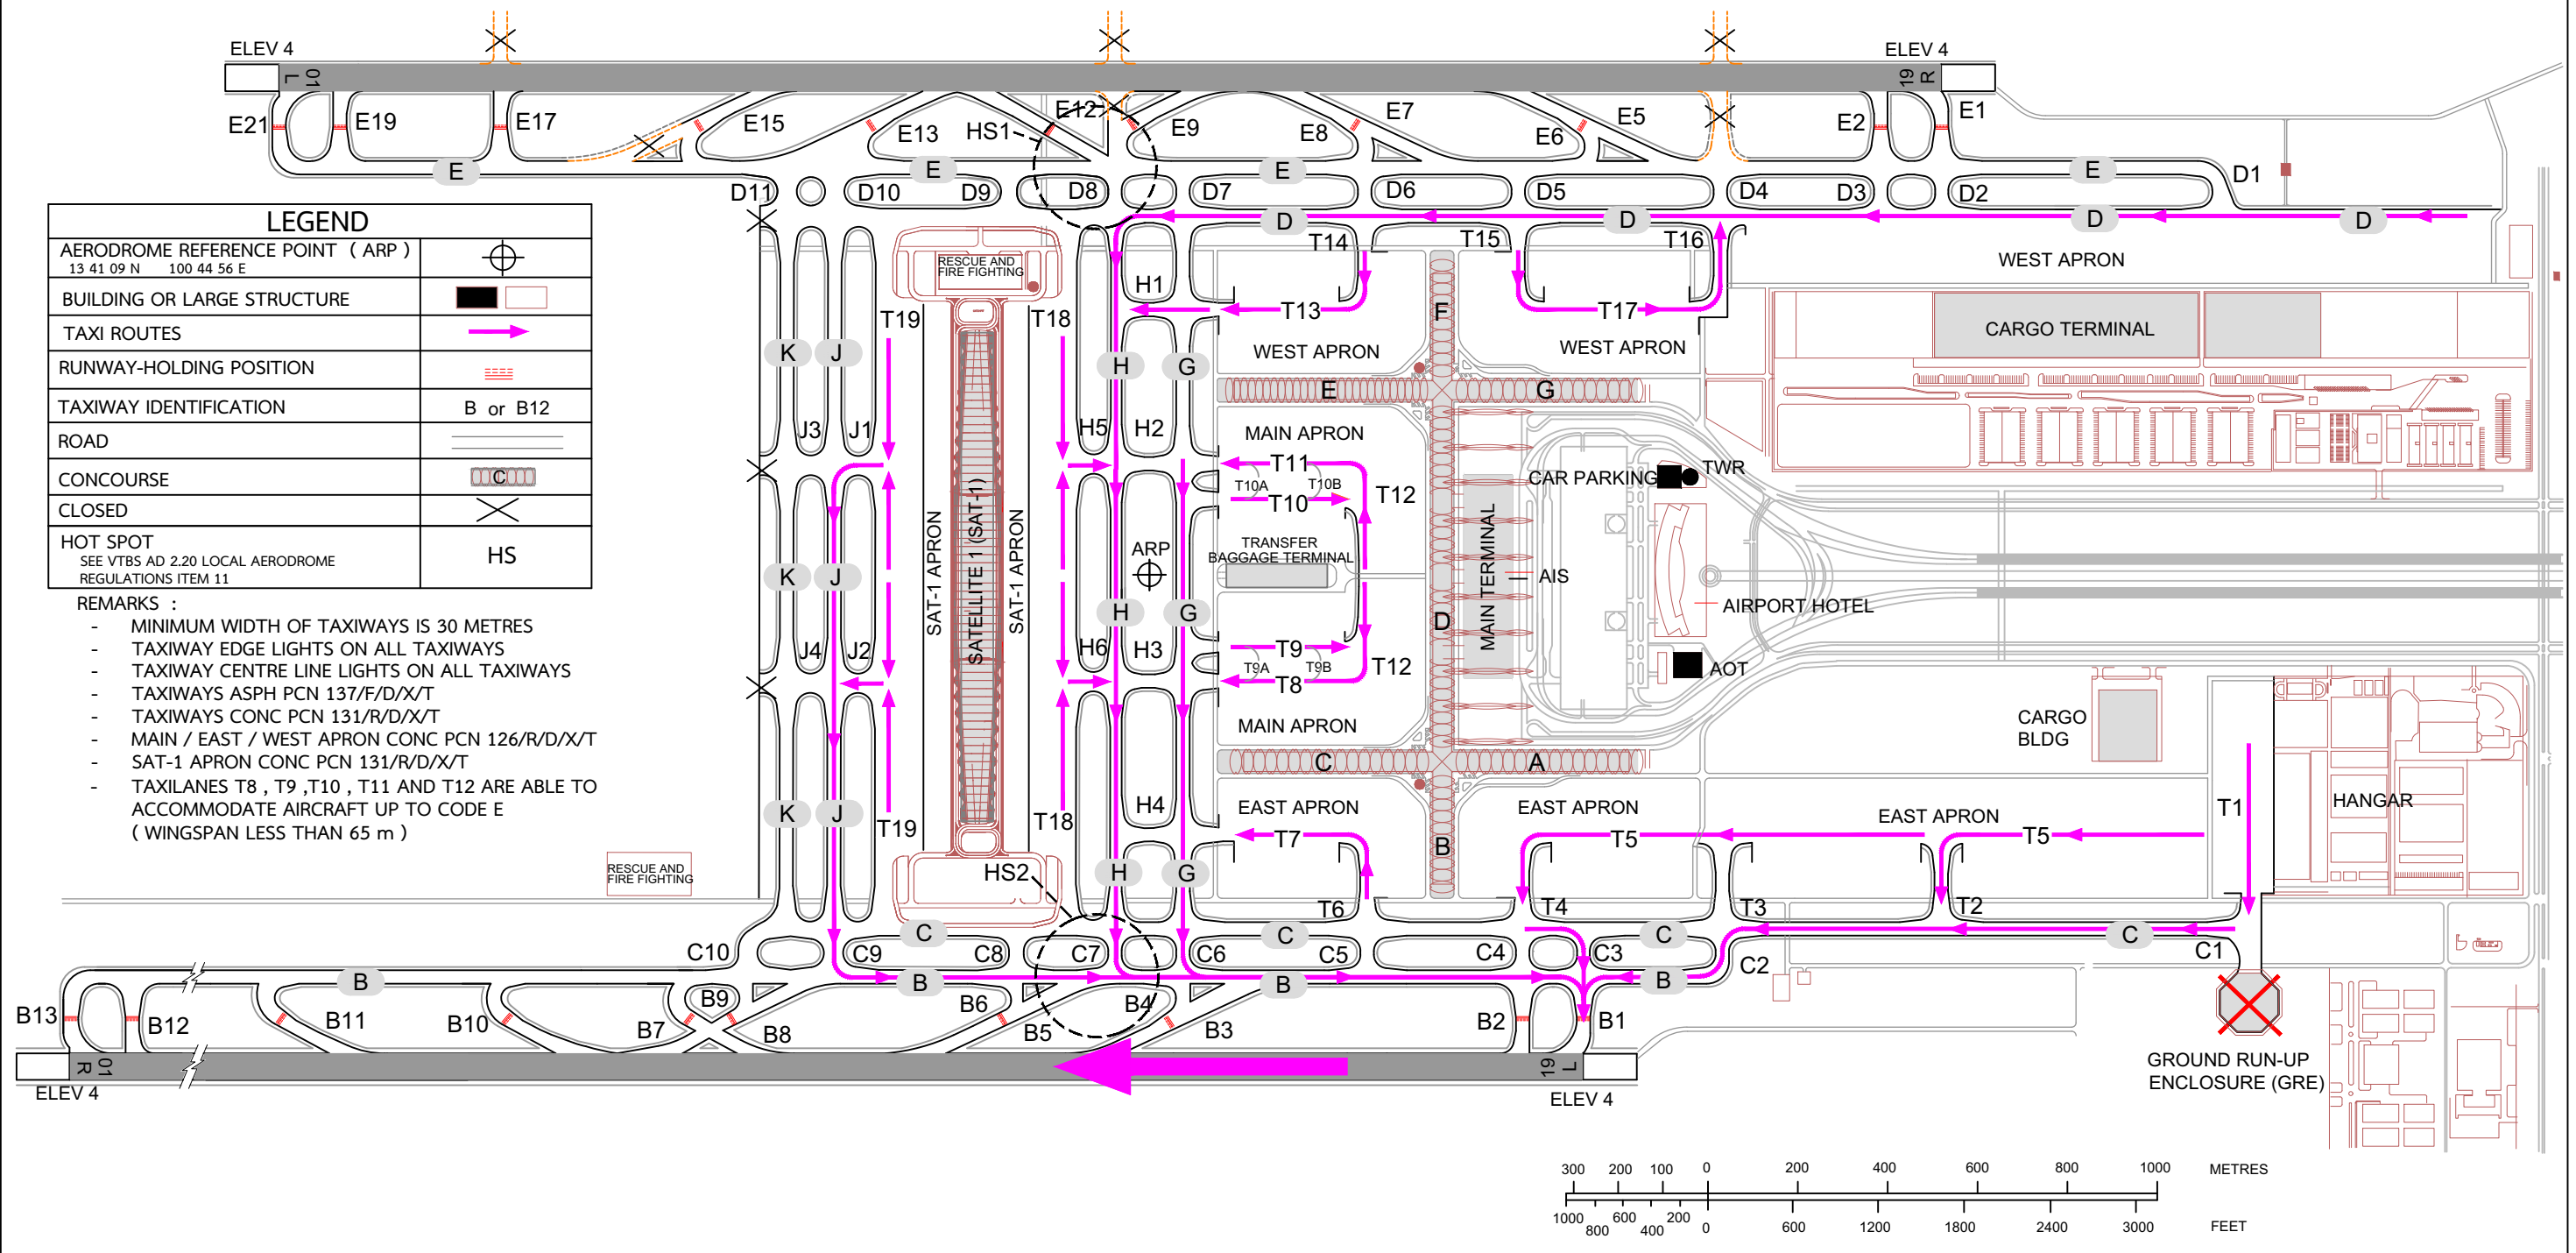 ELEV 4
ELEV 4
01 L
19 R
E21
E19
E17
E15
E13
HS1
E12
E9
E8
E7
E6
E5
E2
E1
E
E
E
E
D11
D10
D9
D8
D7
D6
D5
D4
D3
D2
D1
D
D
D
D
LEGEND
AERODROME REFERENCE POINT ( ARP )
13 41 09 N 100 44 56 E
BUILDING OR LARGE STRUCTURE
TAXI ROUTES
RUNWAY-HOLDING POSITION
TAXIWAY IDENTIFICATION
B or B12
ROAD
CONCOURSE
C
CLOSED
HOT SPOT
SEE VTBS AD 2.20 LOCAL AERODROME
REGULATIONS ITEM 11
HS
REMARKS :
- MINIMUM WIDTH OF TAXIWAYS IS 30 METRES
- TAXIWAY EDGE LIGHTS ON ALL TAXIWAYS
- TAXIWAY CENTRE LINE LIGHTS ON ALL TAXIWAYS
- TAXIWAYS ASPH PCN 137/F/D/X/T
- TAXIWAYS CONC PCN 131/R/D/X/T
- MAIN / EAST / WEST APRON CONC PCN 126/R/D/X/T
- SAT-1 APRON CONC PCN 131/R/D/X/T
- TAXILANES T8 , T9 ,T10 , T11 AND T12 ARE ABLE TO
ACCOMMODATE AIRCRAFT UP TO CODE E
( WINGSPAN LESS THAN 65 m )
RESCUE AND
FIRE FIGHTING
T19
T18
K
J
H
G
J3
J1
H5
H2
H1
T14
T13
T15
T16
T17
WEST APRON
WEST APRON
WEST APRON
CARGO TERMINAL
F
E
G
MAIN APRON
T11
T10A
T10B
T10
T12
CAR PARKING
TWR
SAT-1 APRON
SATELLITE 1 (SAT-1)
SAT-1 APRON
ARP
TRANSFER
BAGGAGE TERMINAL
MAIN TERMINAL
AIS
AIRPORT HOTEL
K
J
H
G
D
J4
J2
H6
H3
T9
T9A
T9B
T8
T12
AOT
MAIN APRON
C
A
CARGO
BLDG
HANGAR
K
J
T19
T18
H4
EAST APRON
EAST APRON
EAST APRON
T7
T5
T5
T1
B
RESCUE AND
FIRE FIGHTING
HS2
H
G
T6
T4
T3
T2
C10
C
C9
C8
C7
C6
C
C5
C4
C3
C
C2
C
C1
B
B
B
B
B13
B12
B11
B10
B9
B7
B8
B6
B5
B4
B3
B2
B1
01 R
19 L
ELEV 4
ELEV 4
GROUND RUN-UP
ENCLOSURE (GRE)
300 200 100 0 200 400 600 800 1000 METRES
1000 800 600 400 200 0 600 1200 1800 2400 3000 FEET